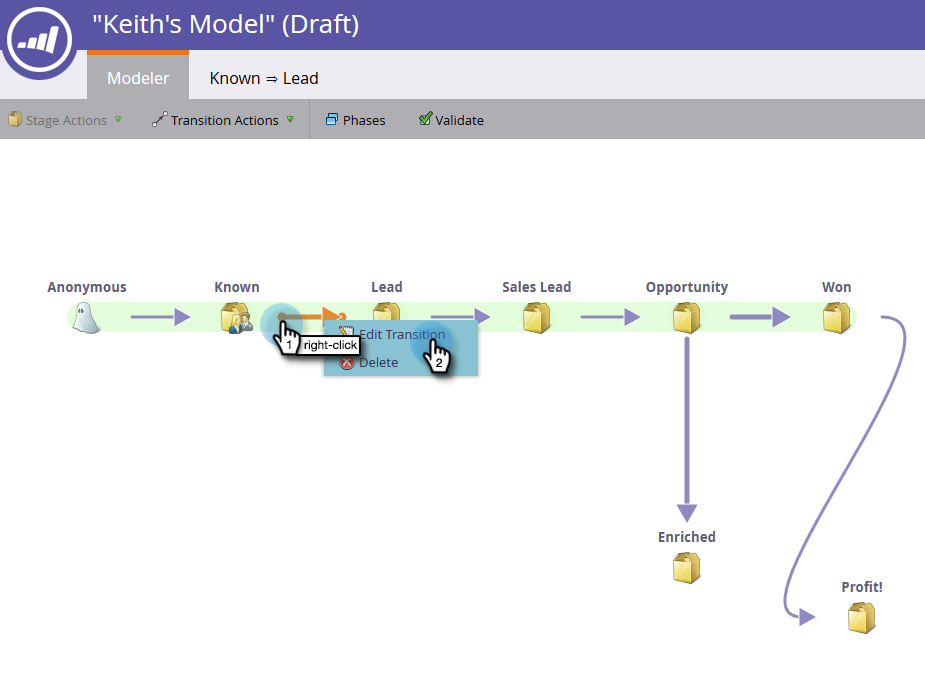 "Keith's Model" (Draft)
Modeler
Known ⇒ Lead
Stage Actions
Transition Actions
Phases
Validate
Anonymous
Known
Lead
Sales Lead
Opportunity
Won
Edit Transition
1
right-click
2
Delete
Enriched
Profit!